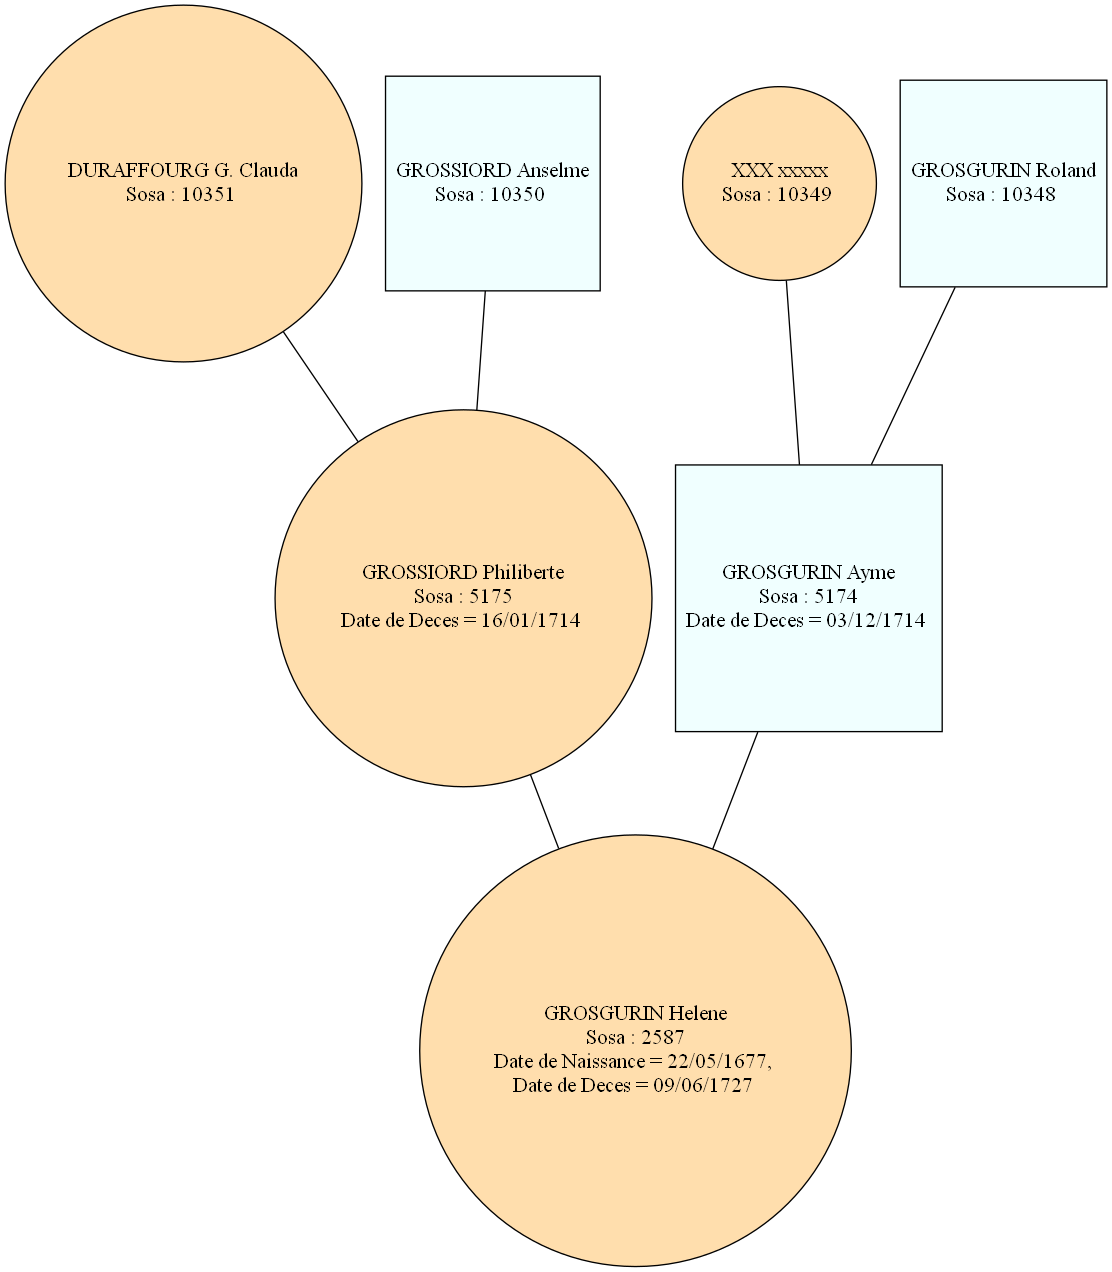 DURAFFOURG G. Clauda
Sosa : 10351
GROSSIORD Anselme
Sosa : 10350
XXX xxxxx
Sosa : 10349
GROSGURIN Roland
Sosa : 10348
GROSSIORD Philiberte
Sosa : 5175
Date de Deces = 16/01/1714
GROSGURIN Ayme
Sosa : 5174
Date de Deces = 03/12/1714
GROSGURIN Helene
Sosa : 2587
Date de Naissance = 22/05/1677,
Date de Deces = 09/06/1727